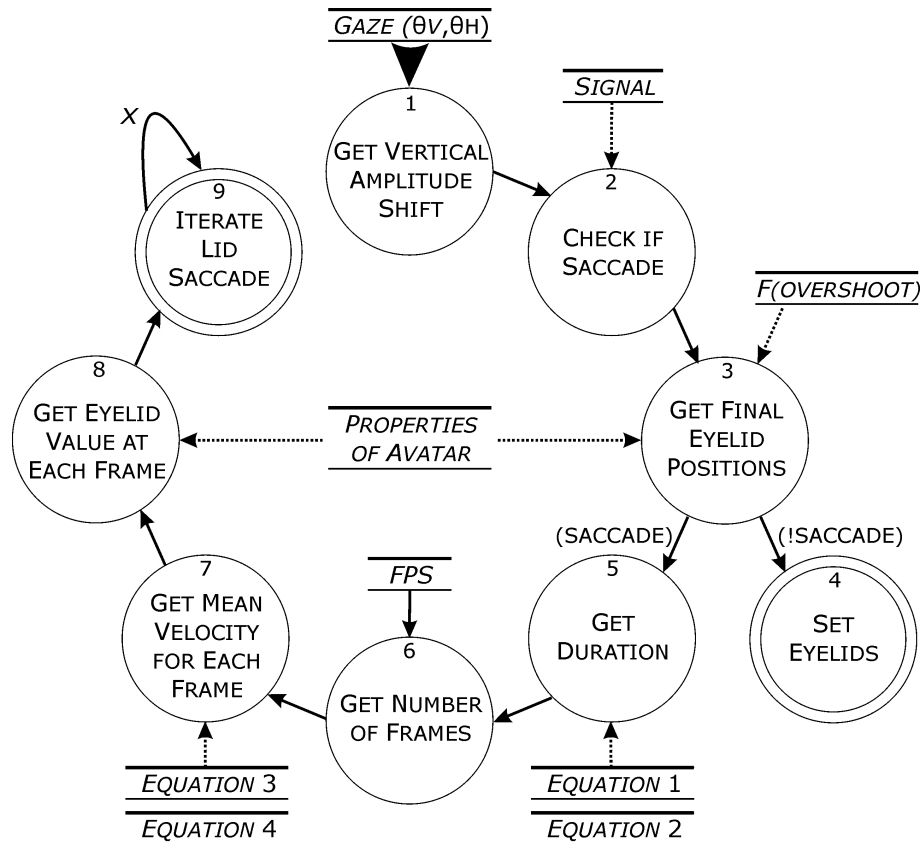 GAZE (θV,θH)
1
GET VERTICAL
AMPLITUDE
SHIFT
SIGNAL
2
CHECK IF
SACCADE
F(OVERSHOOT)
3
GET FINAL
EYELID
POSITIONS
PROPERTIES
OF AVATAR
(SACCADE)
(!SACCADE)
4
SET
EYELIDS
5
GET
DURATION
EQUATION 1
EQUATION 2
FPS
6
GET NUMBER
OF FRAMES
7
GET MEAN
VELOCITY
FOR EACH
FRAME
EQUATION 3
EQUATION 4
8
GET EYELID
VALUE AT
EACH FRAME
9
ITERATE
LID
SACCADE
X